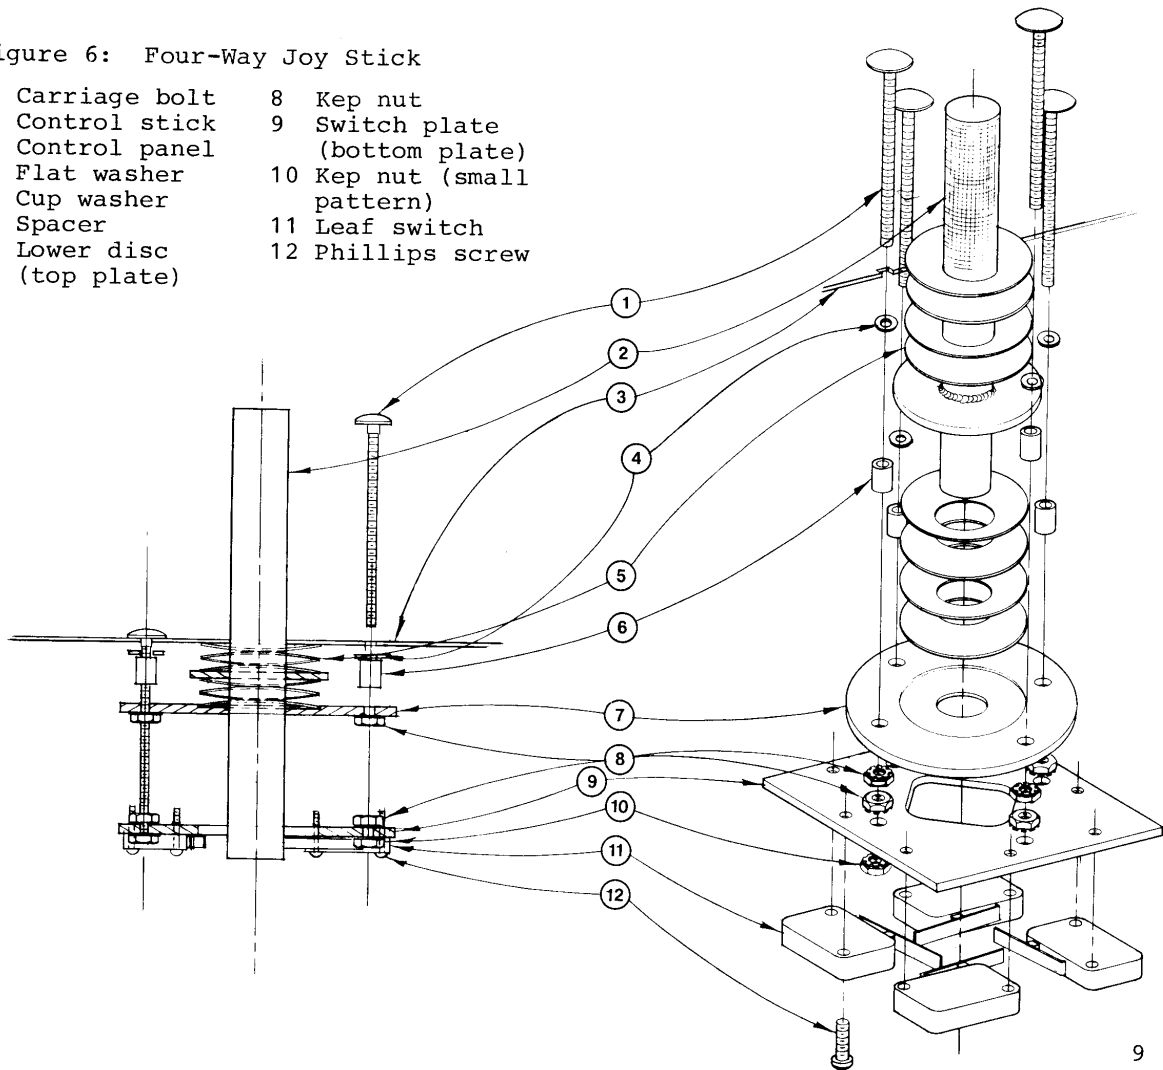 igure 6: Four-Way Joy Stick
Carriage bolt
Control stick
Control panel
Flat washer
Cup washer
Spacer
Lower disc
(top plate)
8 Kep nut
9 Switch plate
(bottom plate)
10 Kep nut (small
pattern)
11 Leaf switch
12 Phillips screw
1
2
3
4
5
6
7
8
9
10
11
12
9